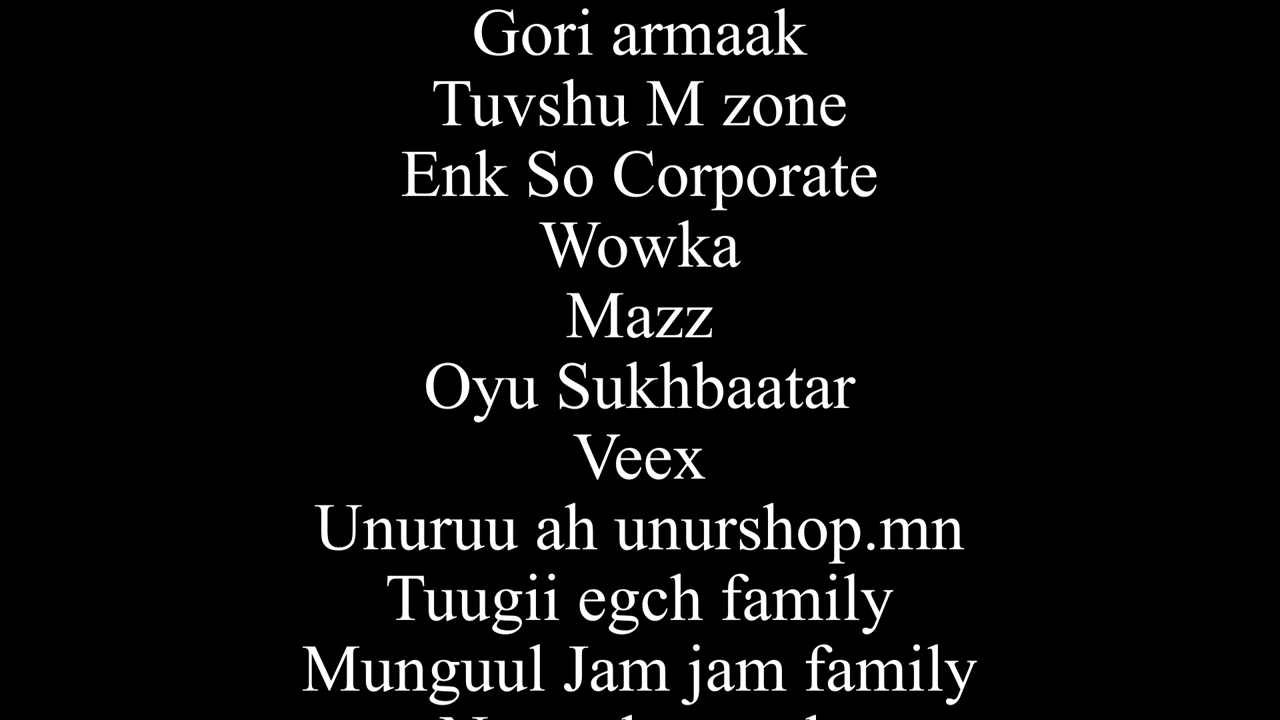 Gori armaak
Tuvshu M zone
Enk So Corporate
Wowka
Mazz
Oyu Sukhbaatar
Veex
Unuruu ah unurshop.mn
Tuugii egch family
Munguul Jam jam family